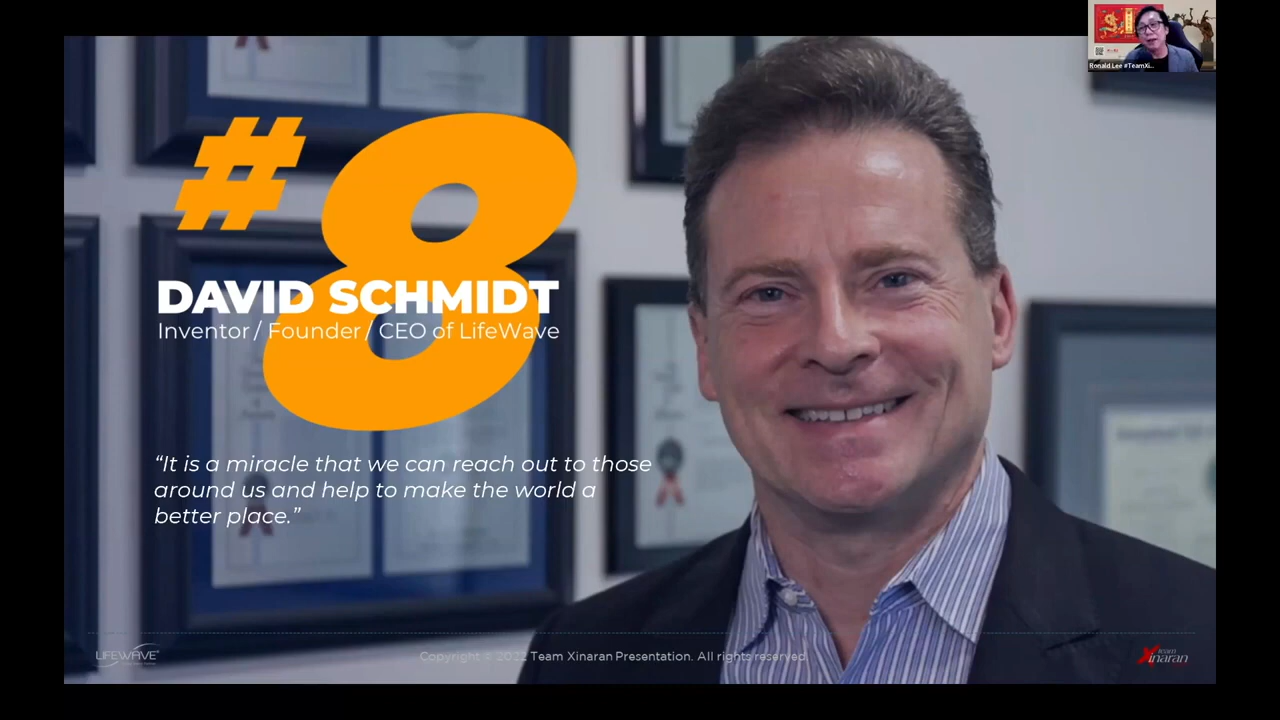 #8
DAVID SCHMIDT
Inventor / Founder / CEO of LifeWave
“It is a miracle that we can reach out to those
around us and help to make the world a
better place.”
LIFEWAVE
Copyright © 2022 Team Xinaran Presentation. All rights reserved.
team
Xinaran
Ronald Lee #TeamXi...